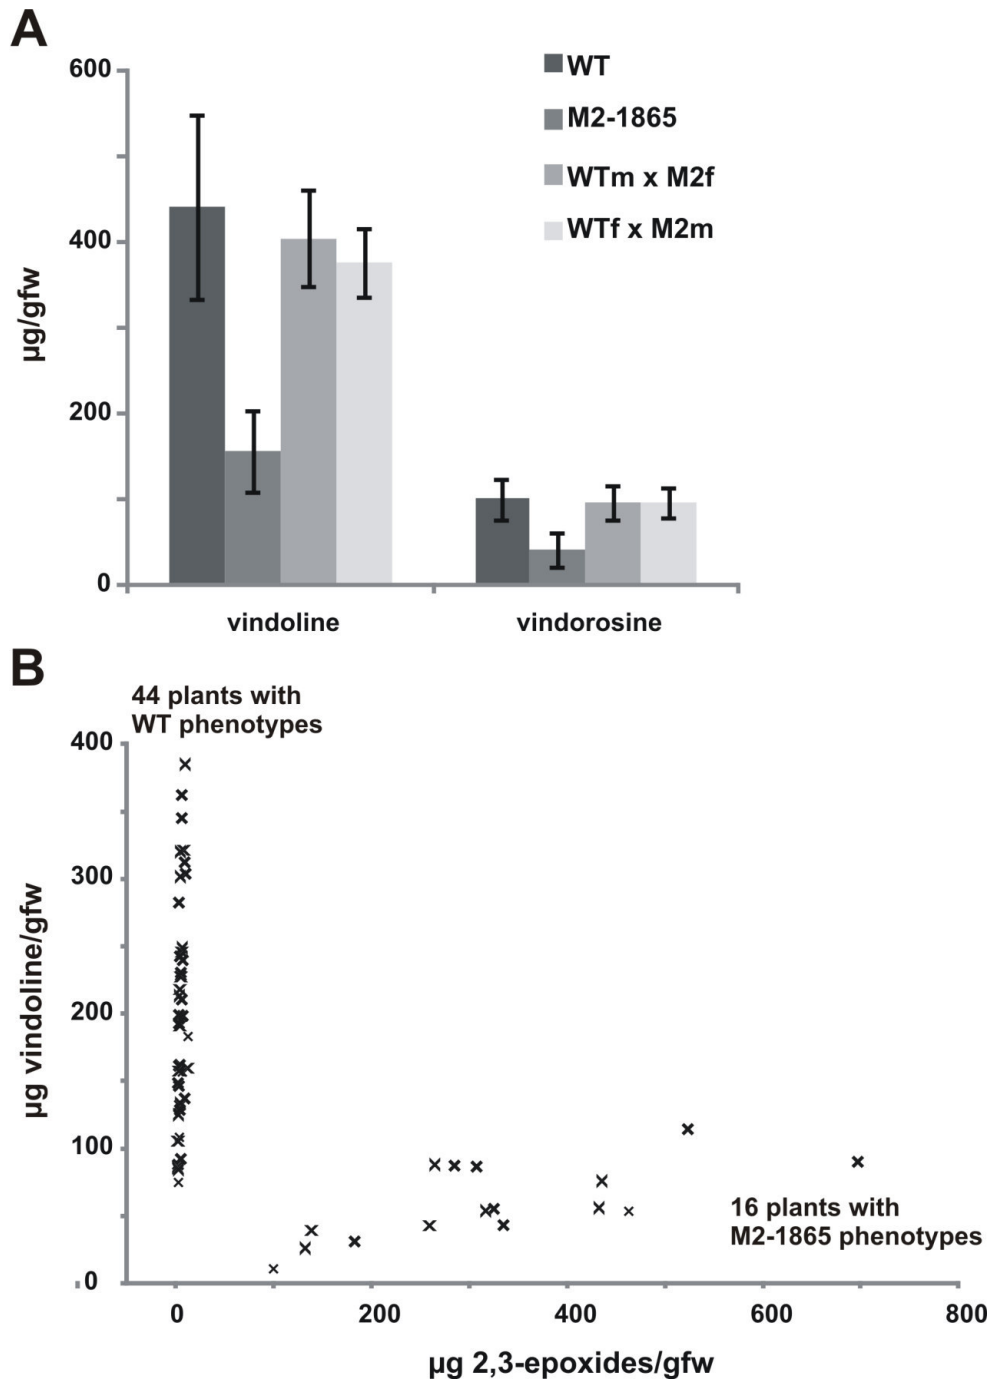 A
600
400
200
0
µg/gfw
WT
M2-1865
WTm x M2f
WTf x M2m
vindoline
vindorosine
B
44 plants with
WT phenotypes
400
300
200
100
0
µg vindoline/gfw
16 plants with
M2-1865 phenotypes
0
200
400
600
800
µg 2,3-epoxides/gfw